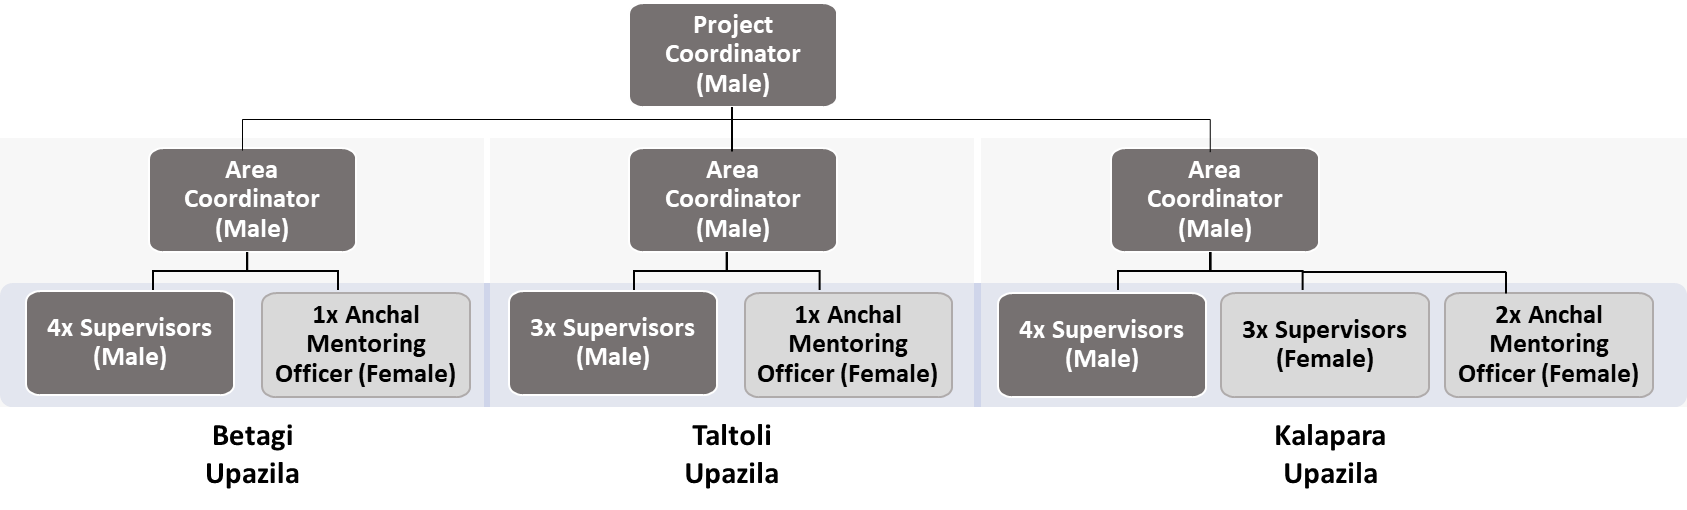 Project
Coordinator
(Male)
Area
Coordinator
(Male)
Area
Coordinator
(Male)
Area
Coordinator
(Male)
4x Supervisors
(Male)
1x Anchal
Mentoring
Officer (Female)
3x Supervisors
(Male)
1x Anchal
Mentoring
Officer (Female)
4x Supervisors
(Male)
3x Supervisors
(Female)
2x Anchal
Mentoring
Officer (Female)
Betagi
Upazila
Taltoli
Upazila
Kalapara
Upazila